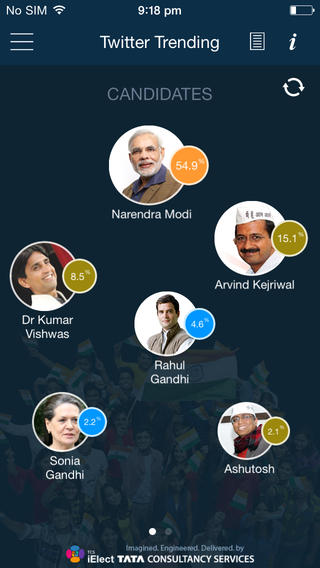 No SIM 9:18 pm
Twitter Trending
CANDIDATES
54.9%
Narendra Modi
15.1%
Arvind Kejriwal
8.5%
Dr Kumar
Vishwas
4.6%
Rahul
Gandhi
2.2%
Sonia
Gandhi
2.1%
Ashutosh
Imagined. Engineered. Delivered. by
TCS
iElect TATA CONSULTANCY SERVICES